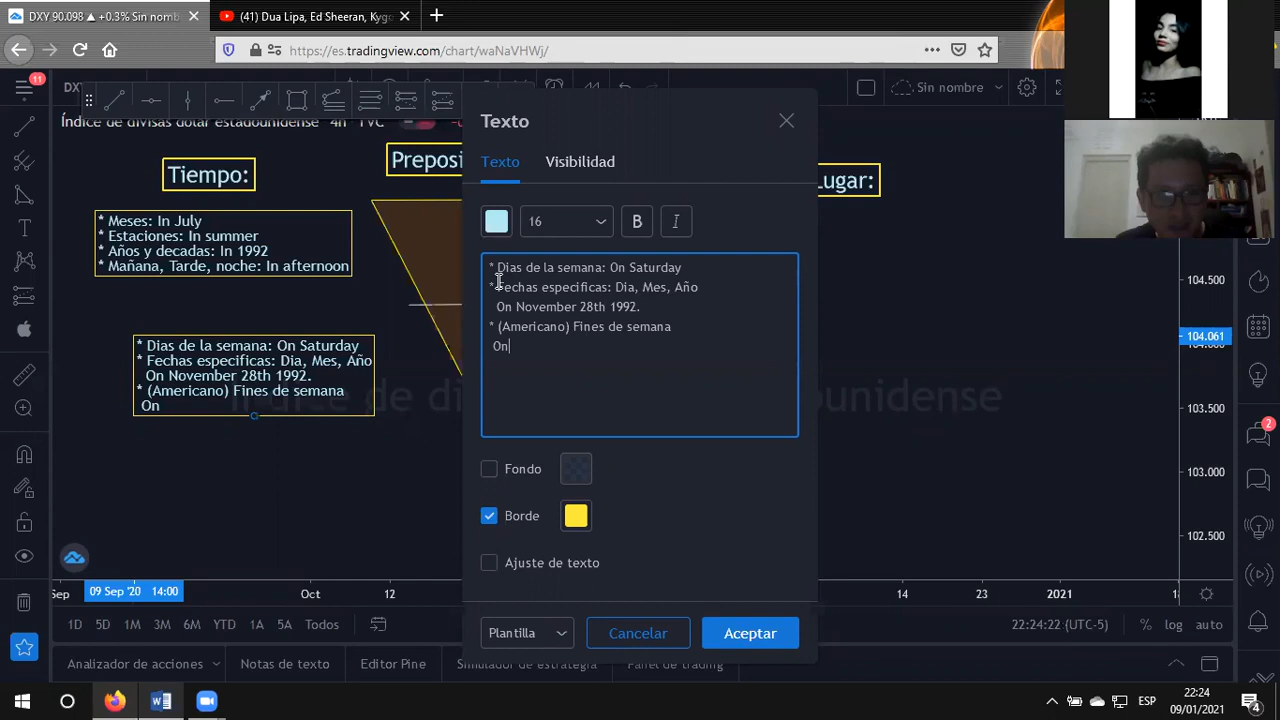 DXY 90.098 ▲ +0.3% Sin nomb
(41) Dua Lipa, Ed Sheeran, Kygo
https://es.tradingview.com/chart/waNaVHWj/
11
DX
Sin nombre
Índice de divisas dólar estadounidense 4h TVC
Tiempo:
Preposi
Lugar:
* Meses: In July
* Estaciones: In summer
* Años y decadas: In 1992
* Mañana, Tarde, noche: In afternoon
* Dias de la semana: On Saturday
* Fechas especificas: Dia, Mes, Año
On November 28th 1992.
* (Americano) Fines de semana
On
Texto
Texto
Visibilidad
16
B
I
* Dias de la semana: On Saturday
* Fechas especificas: Dia, Mes, Año
On November 28th 1992.
* (Americano) Fines de semana
On
Fondo
Borde
Ajuste de texto
Plantilla
Cancelar
Aceptar
104.500
104.061
103.500
103.000
102.500
2
Sep
09 Sep '20 14:00
Oct
12
14
23
2021
1D
5D
1M
3M
6M
YTD
1A
5A
Todos
22:24:22 (UTC-5)
%
log
auto
Analizador de acciones
Notas de texto
Editor Pine
Simulador de estrategia
Panel de trading
ESP
22:24
09/01/2021
4